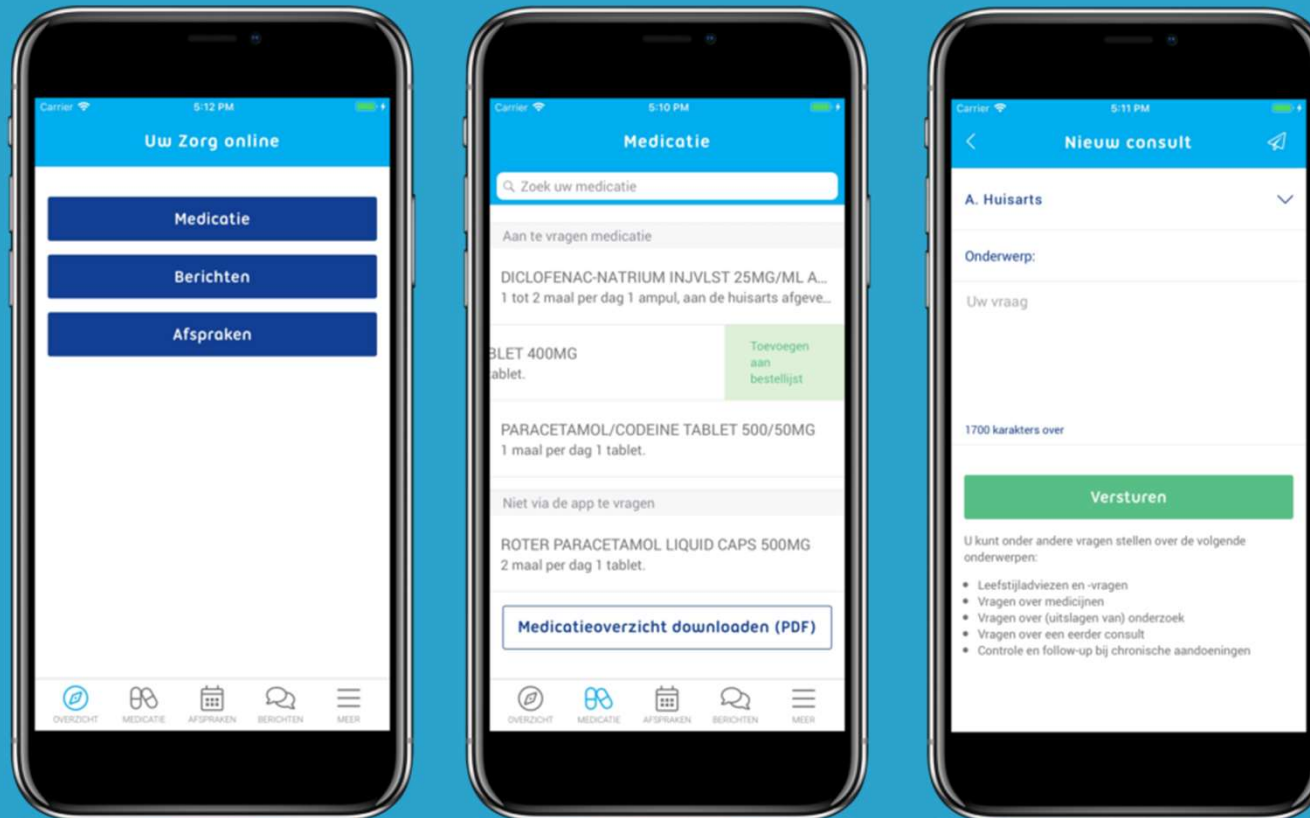 Carrier
5:12 PM
Uw Zorg online
Medicatie
Berichten
Afspraken
OVERZICHT
MEDICATIE
AFSPRAKEN
BERICHTEN
MEER
Carrier
5:10 PM
Medicatie
Zoek uw medicatie
Aan te vragen medicatie
DICLOFENAC-NATRIUM INJVLST 25MG/ML A...
1 tot 2 maal per dag 1 ampul, aan de huisarts afgeve...
BLET 400MG
ablet.
Toevoegen
aan
bestellijst
PARACETAMOL/CODEINE TABLET 500/50MG
1 maal per dag 1 tablet.
Niet via de app te vragen
ROTER PARACETAMOL LIQUID CAPS 500MG
2 maal per dag 1 tablet.
Medicatieoverzicht downloaden (PDF)
OVERZICHT
MEDICATIE
AFSPRAKEN
BERICHTEN
MEER
Carrier
5:11 PM
Nieuw consult
A. Huisarts
Onderwerp:
Uw vraag
1700 karakters over
Versturen
U kunt onder andere vragen stellen over de volgende
onderwerpen:
• Leefstijladviezen en -vragen
• Vragen over medicijnen
• Vragen over (uitslagen van) onderzoek
• Vragen over een eerder consult
• Controle en follow-up bij chronische aandoeningen